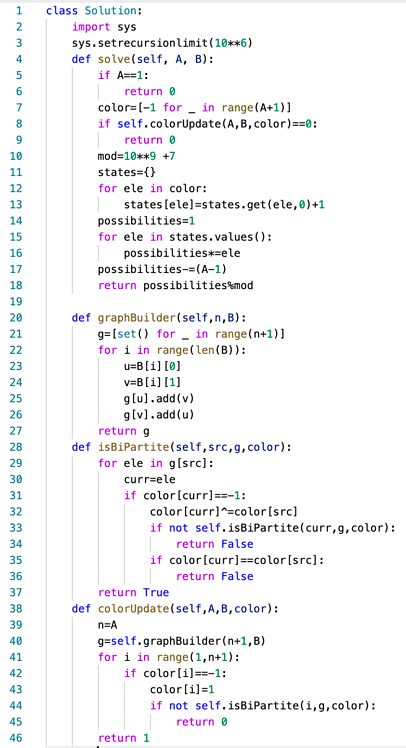 1 class Solution:
2 import sys
3 sys.setrecursionlimit(10**6)
4 def solve(self, A, B):
5 if A==1:
6 return 0
7 color=[-1 for _ in range(A+1)]
8 if self.colorUpdate(A,B,color)==0:
9 return 0
10 mod=10**9 +7
11 states={}
12 for ele in color:
13 states[ele]=states.get(ele,0)+1
14 possibilities=1
15 for ele in states.values():
16 possibilities*=ele
17 possibilities-=(A-1)
18 return possibilities%mod
19
20 def graphBuilder(self,n,B):
21 g=[set() for _ in range(n+1)]
22 for i in range(len(B)):
23 u=B[i][0]
24 v=B[i][1]
25 g[u].add(v)
26 g[v].add(u)
27 return g
28 def isBiPartite(self,src,g,color):
29 for ele in g[src]:
30 curr=ele
31 if color[curr]==-1:
32 color[curr]^=color[src]
33 if not self.isBiPartite(curr,g,color):
34 return False
35 if color[curr]==color[src]:
36 return False
37 return True
38 def colorUpdate(self,A,B,color):
39 n=A
40 g=self.graphBuilder(n+1,B)
41 for i in range(1,n+1):
42 if color[i]==-1:
43 color[i]=1
44 if not self.isBiPartite(i,g,color):
45 return 0
46 return 1